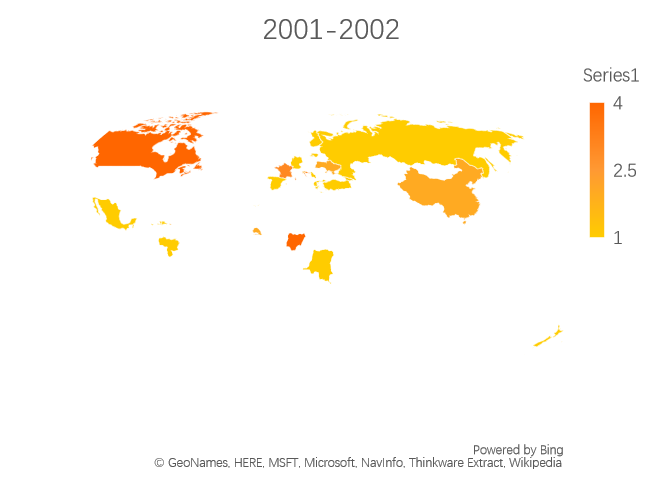 2001-2002
Series1
4
2.5
1
Powered by Bing
© GeoNames, HERE, MSFT, Microsoft, NavInfo, Thinkware Extract, Wikipedia